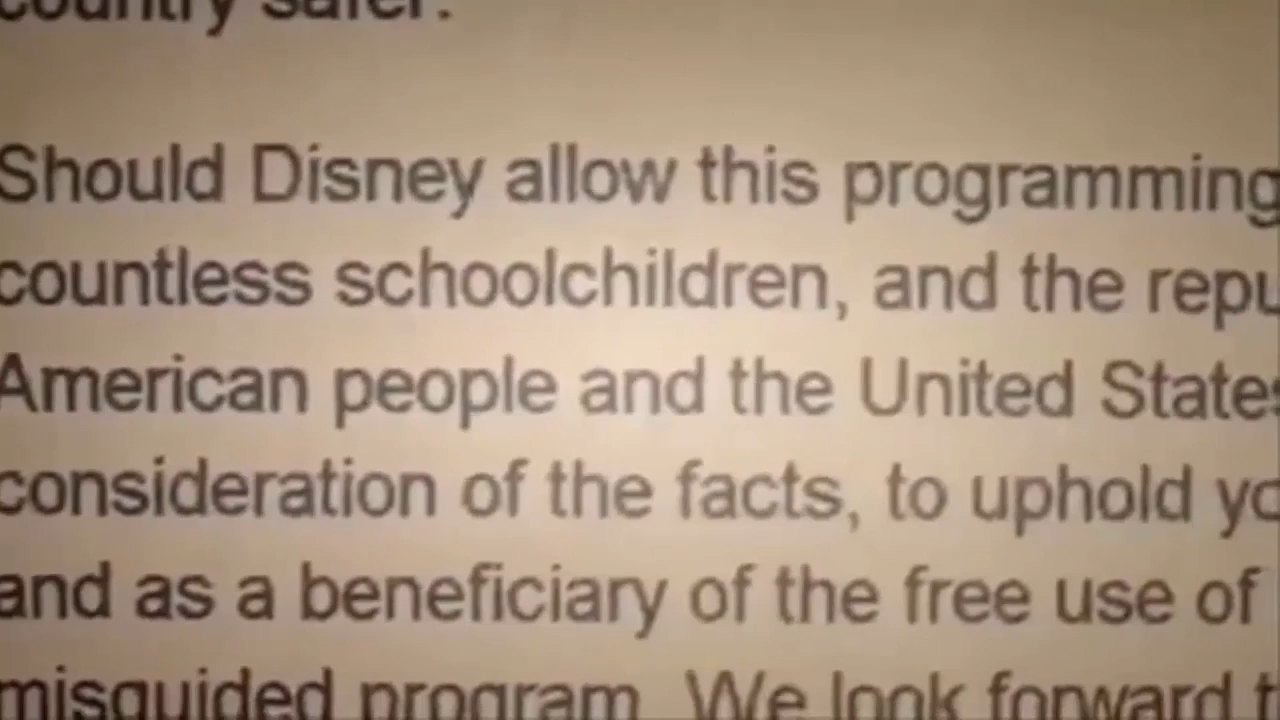 country safer.
Should Disney allow this programming
countless schoolchildren, and the repu
American people and the United States
consideration of the facts, to uphold yo
and as a beneficiary of the free use of
misguided program. We look forward t